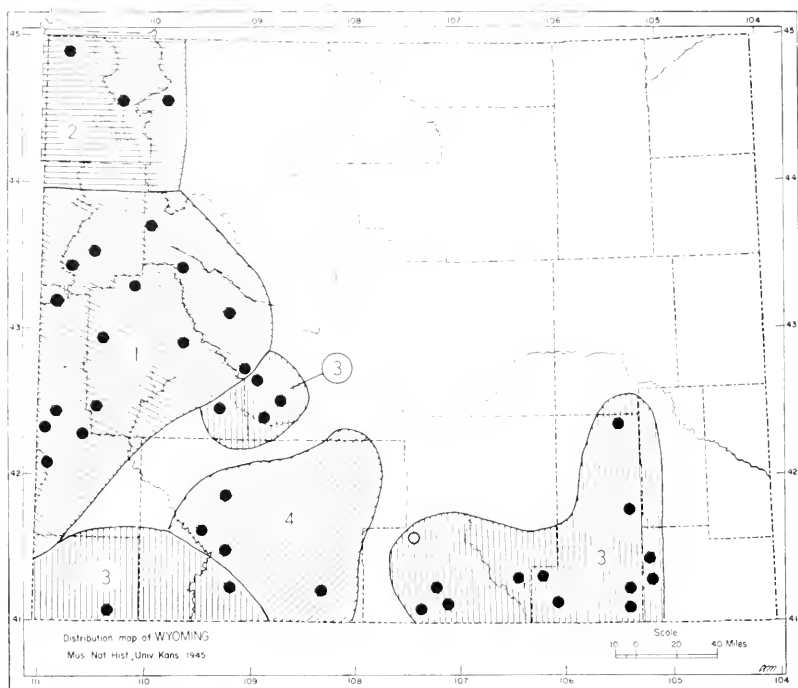 110 109 108 107 106 105 104
45 45
2
44 44
43 43
1
3
42 42
4
3 3
41 41
Distribution map of WYOMING
Mus Nat Hist, Univ Kans 1945
Scale
10 0 20 40 Miles
111 110 109 108 107 106 105 104